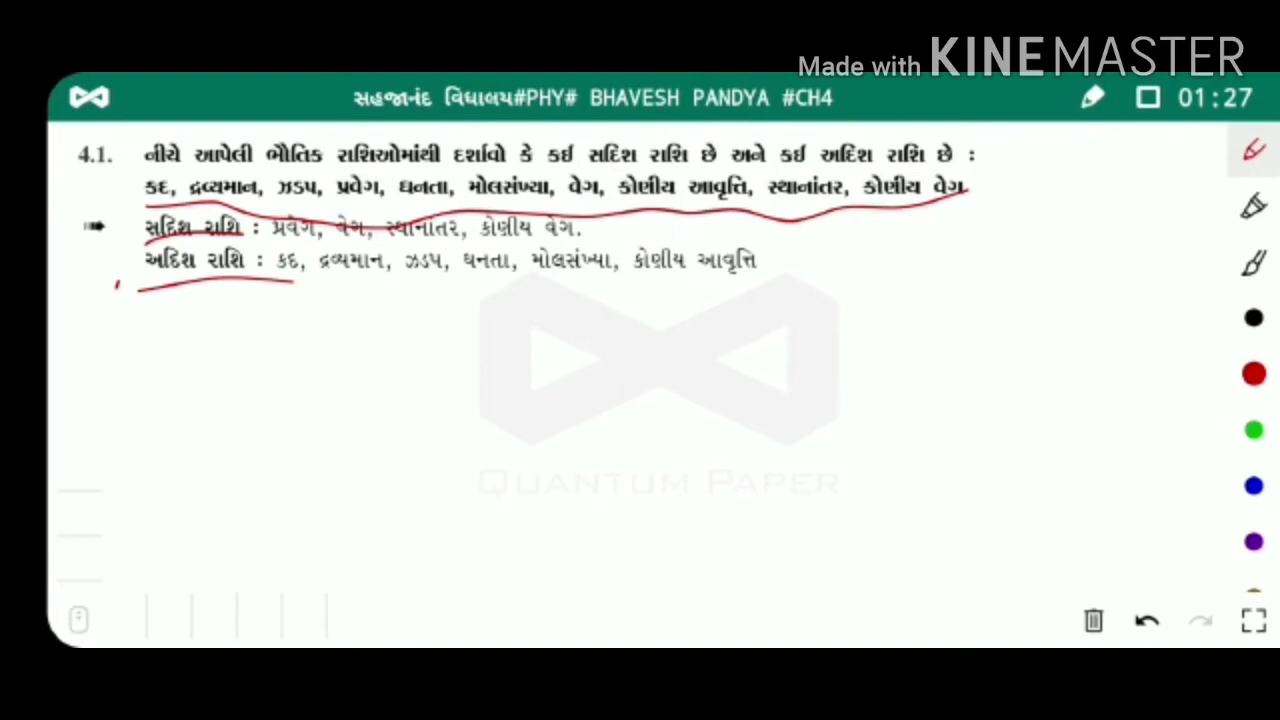 Made with KINEMASTER
સહજાનંદ વિધાલય#PHY# BHAVESH PANDYA #CH4 01:27
4.1. નીચે આપેલી ભૌતિક રાશિઓમાંથી દર્શાવો કે કઈ સદિશ રાશિ છે અને કઈ અદિશ રાશિ છે :
કદ, દ્રવ્યમાન, ઝડપ, પ્રવેગ, ઘનતા, મોલસંખ્યા, વેગ, કોણીય આવૃત્તિ, સ્થાનાંતર, કોણીય વેગ
સદિશ રાશિ : પ્રવેગ, વેગ, સ્થાનાંતર, કોણીય વેગ.
અદિશ રાશિ : કદ, દ્રવ્યમાન, ઝડપ, ઘનતા, મોલસંખ્યા, કોણીય આવૃત્તિ
QUANTUM PAPER